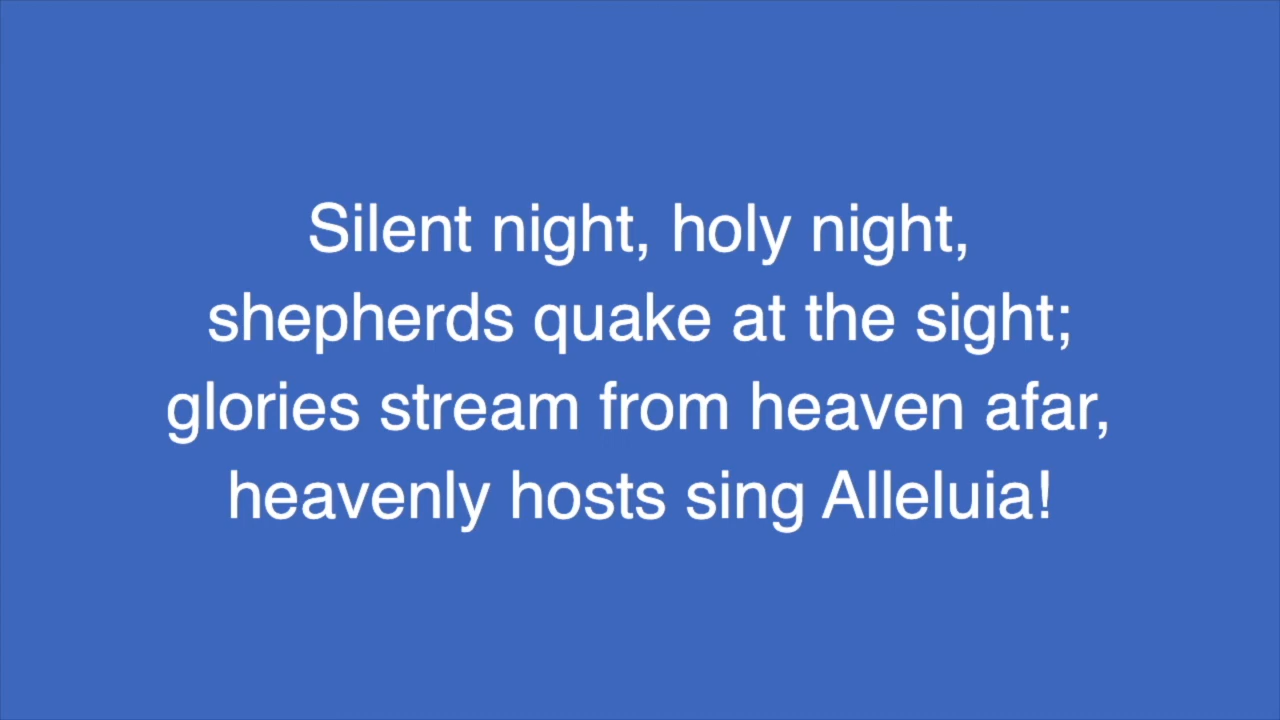 Silent night, holy night,
shepherds quake at the sight;
glories stream from heaven afar,
heavenly hosts sing Alleluia!